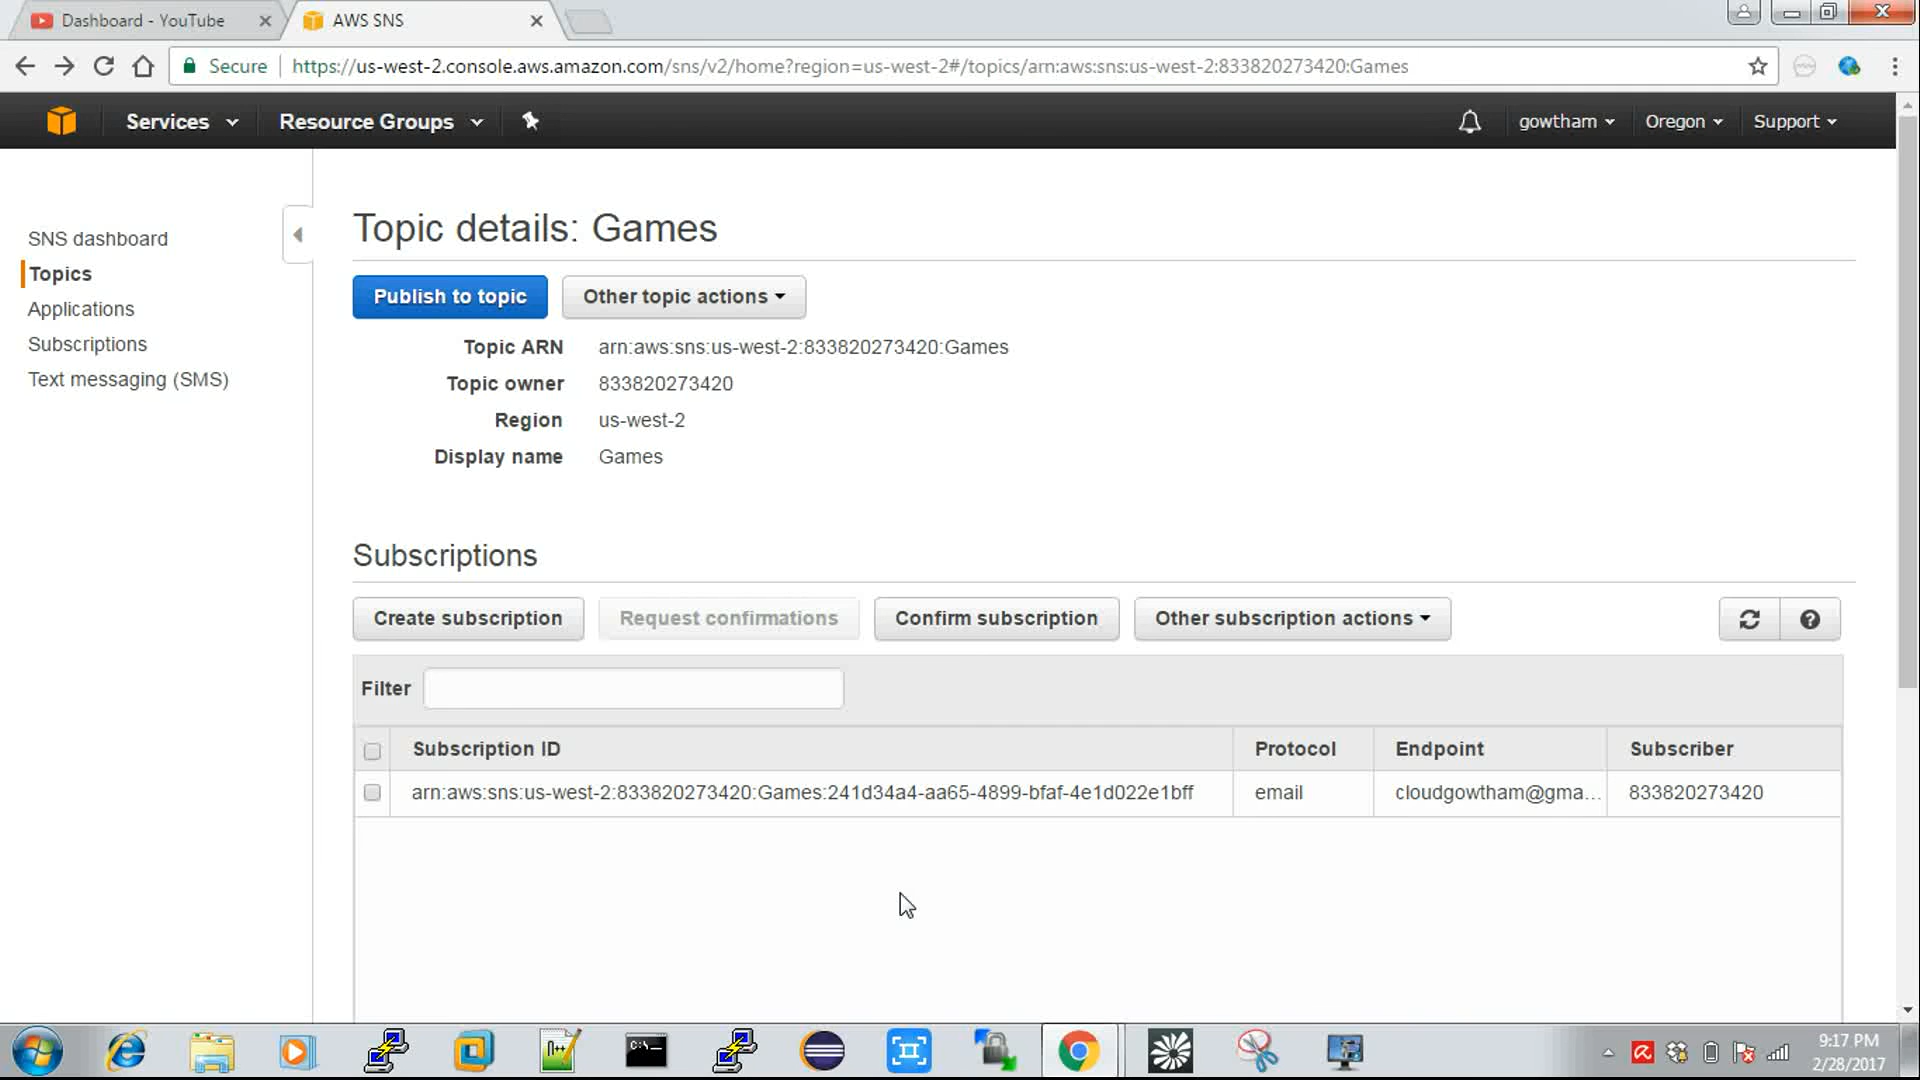 Dashboard - YouTube
AWS SNS
Secure
https://us-west-2.console.aws.amazon.com/sns/v2/home?region=us-west-2#/topics/arn:aws:sns:us-west-2:833820273420:Games
Services
Resource Groups
gowtham
Oregon
Support
SNS dashboard
Topics
Applications
Subscriptions
Text messaging (SMS)
Topic details: Games
Publish to topic
Other topic actions
Topic ARN arn:aws:sns:us-west-2:833820273420:Games
Topic owner 833820273420
Region us-west-2
Display name Games
Subscriptions
Create subscription
Request confirmations
Confirm subscription
Other subscription actions
Filter
Subscription ID Protocol Endpoint Subscriber
arn:aws:sns:us-west-2:833820273420:Games:241d34a4-aa65-4899-bfaf-4e1d022e1bff email cloudgowtham@gma... 833820273420
9:17 PM
2/28/2017